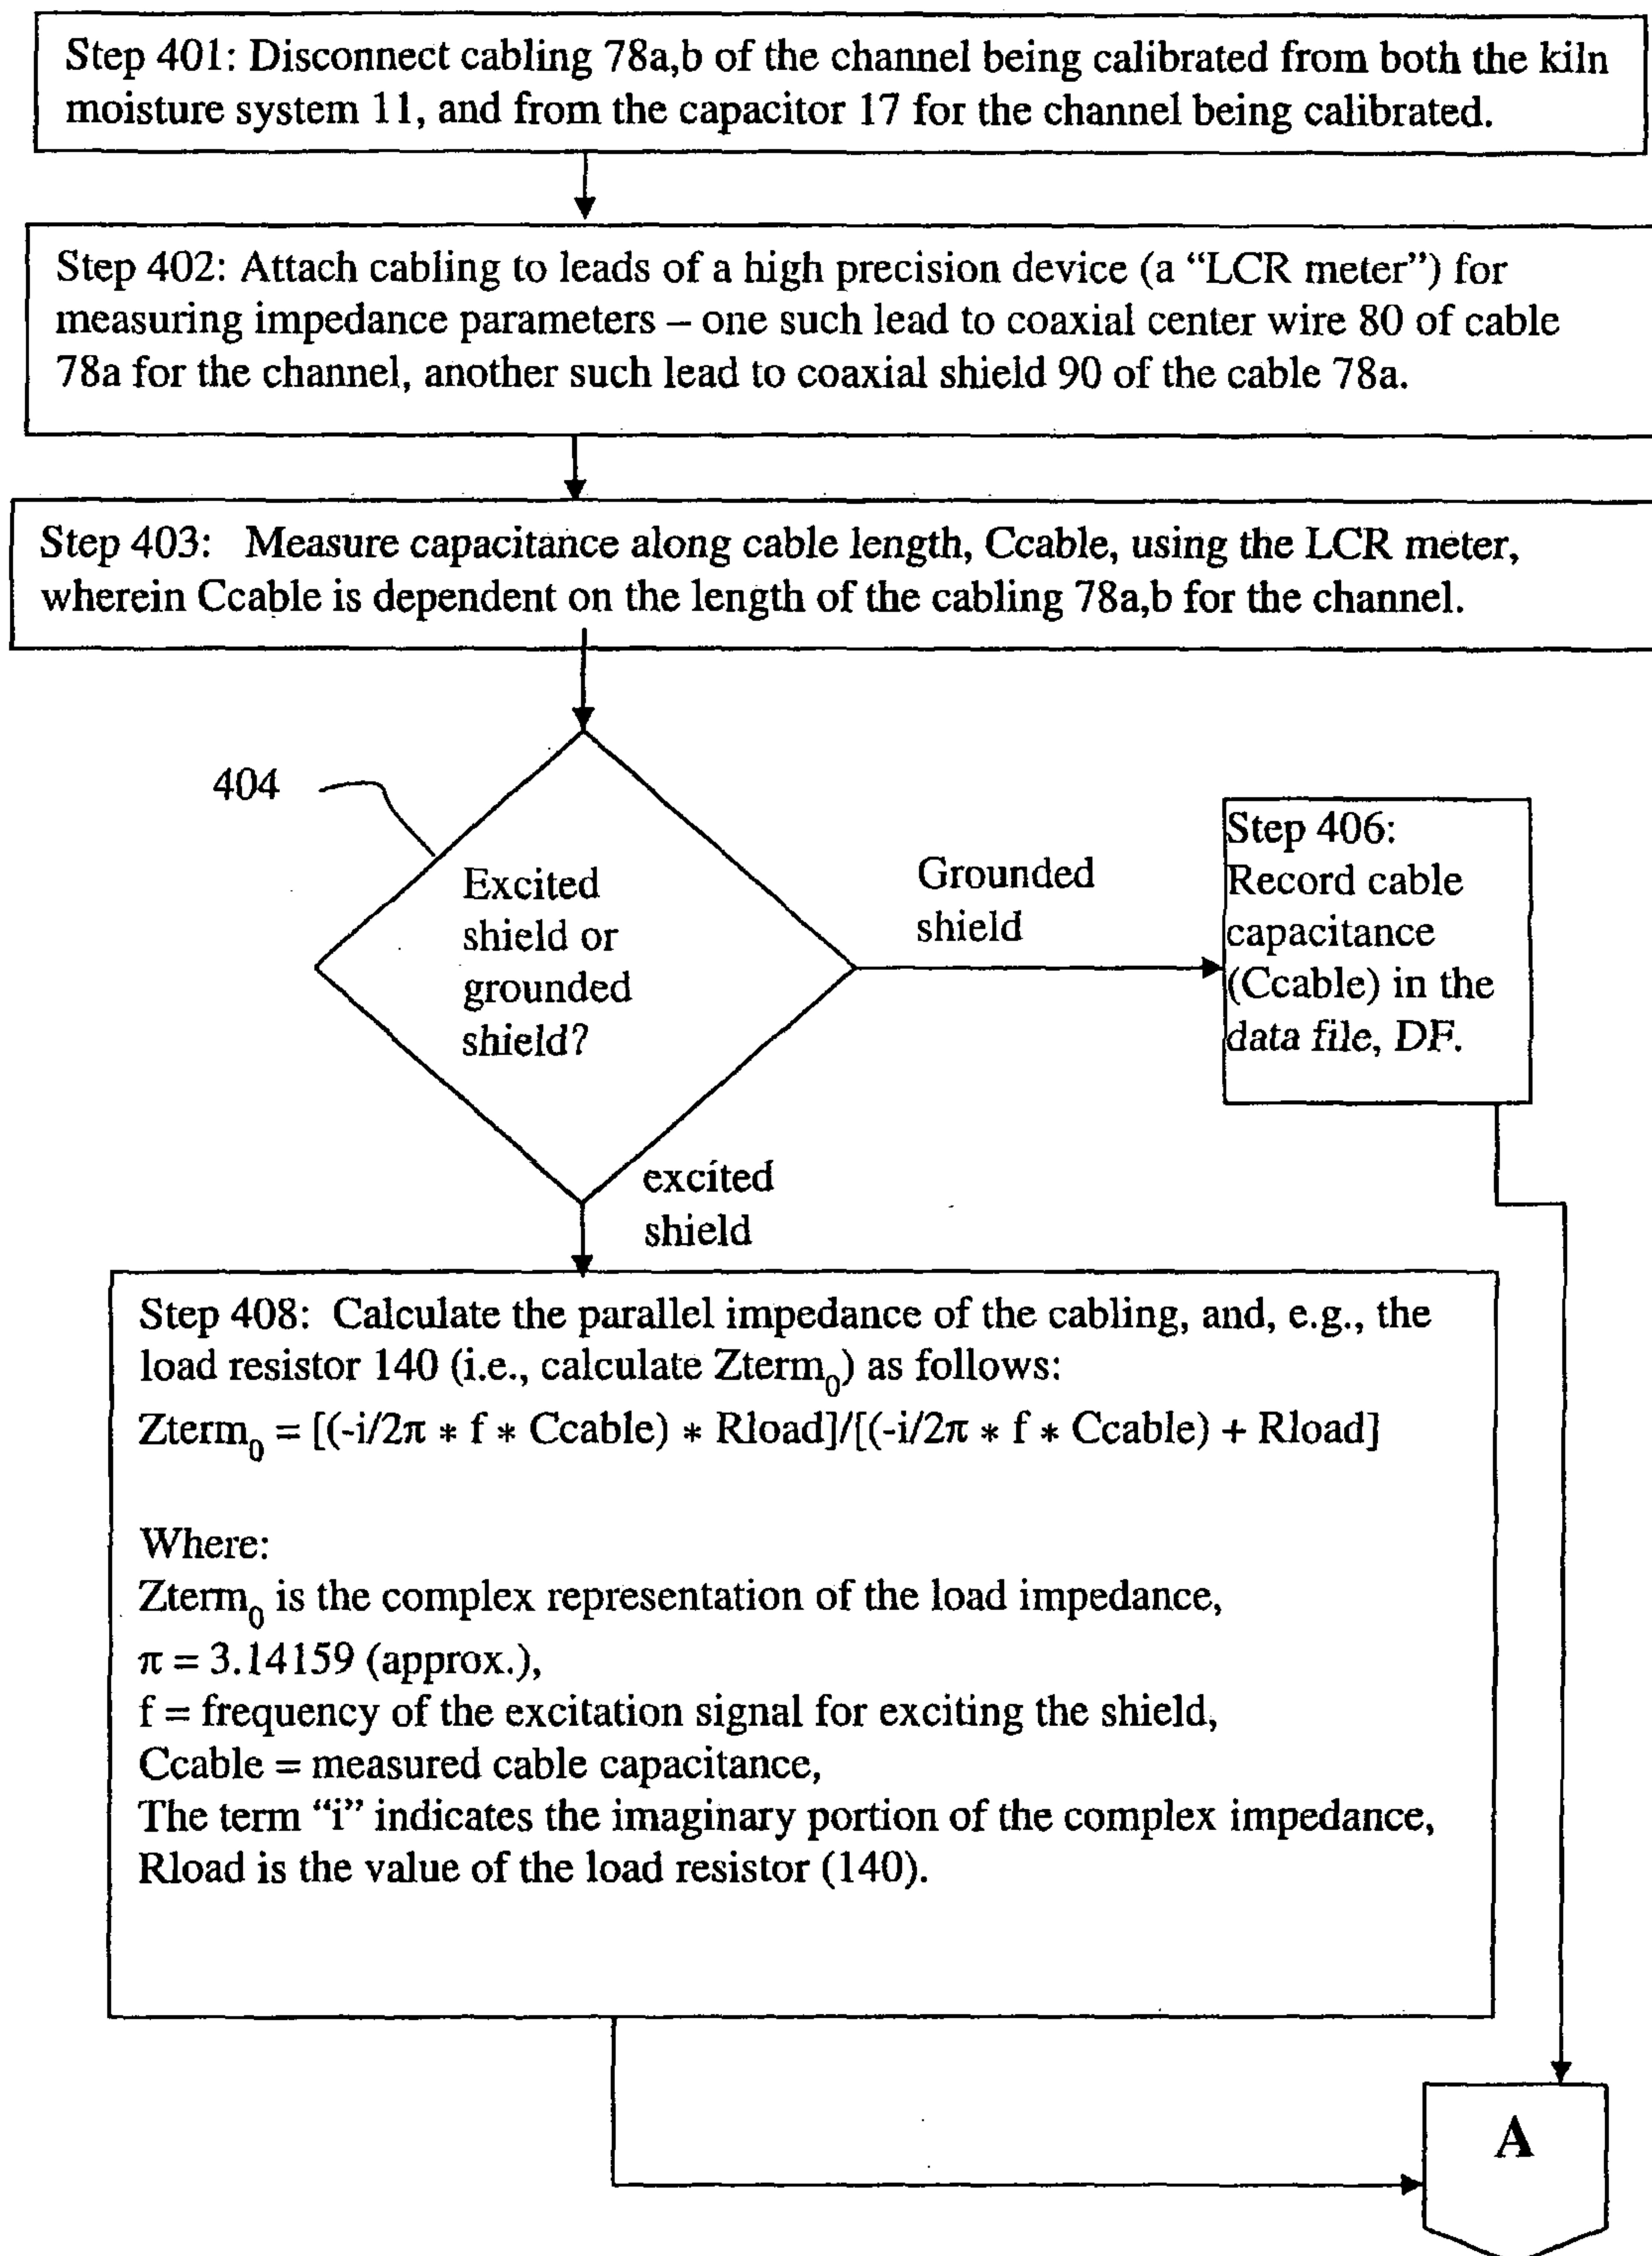 Step 401: Disconnect cabling 78a,b of the channel being calibrated from both the kiln
moisture system 11, and from the capacitor 17 for the channel being calibrated.
Step 402: Attach cabling to leads of a high precision device (a “LCR meter”) for
measuring impedance parameters – one such lead to coaxial center wire 80 of cable
78a for the channel, another such lead to coaxial shield 90 of the cable 78a.
Step 403: Measure capacitance along cable length, Ccable, using the LCR meter,
wherein Ccable is dependent on the length of the cabling 78a,b for the channel.
404
Excited
shield or
grounded
shield?
Grounded
shield
Step 406:
Record cable
capacitance
(Ccable) in the
data file, DF.
excited
shield
Step 408: Calculate the parallel impedance of the cabling, and, e.g., the
load resistor 140 (i.e., calculate Zterm₀) as follows:
Zterm₀ = [(-i/2π * f * Ccable) * Rload]/[(-i/2π * f * Ccable) + Rload]
Where:
Zterm₀ is the complex representation of the load impedance,
π = 3.14159 (approx.),
f = frequency of the excitation signal for exciting the shield,
Ccable = measured cable capacitance,
The term “i” indicates the imaginary portion of the complex impedance,
Rload is the value of the load resistor (140).
A